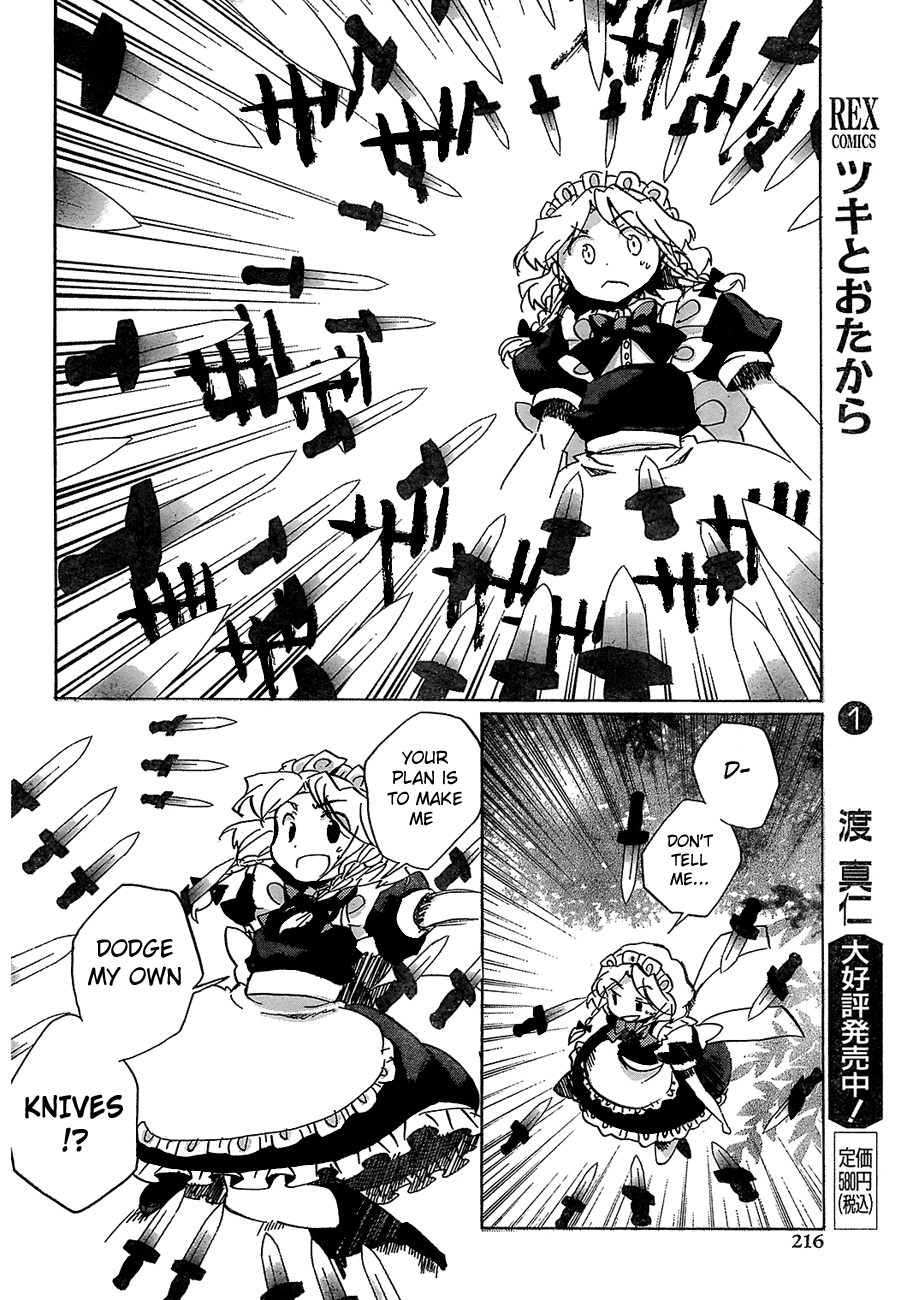 D-
DON'T
TELL
ME...
YOUR
PLAN IS
TO MAKE
ME
DODGE
MY OWN
KNIVES
!?
REX
COMICS
ツキとおたから
❶
渡 真仁
大好評発売中!
定価
580円
(税込)
216